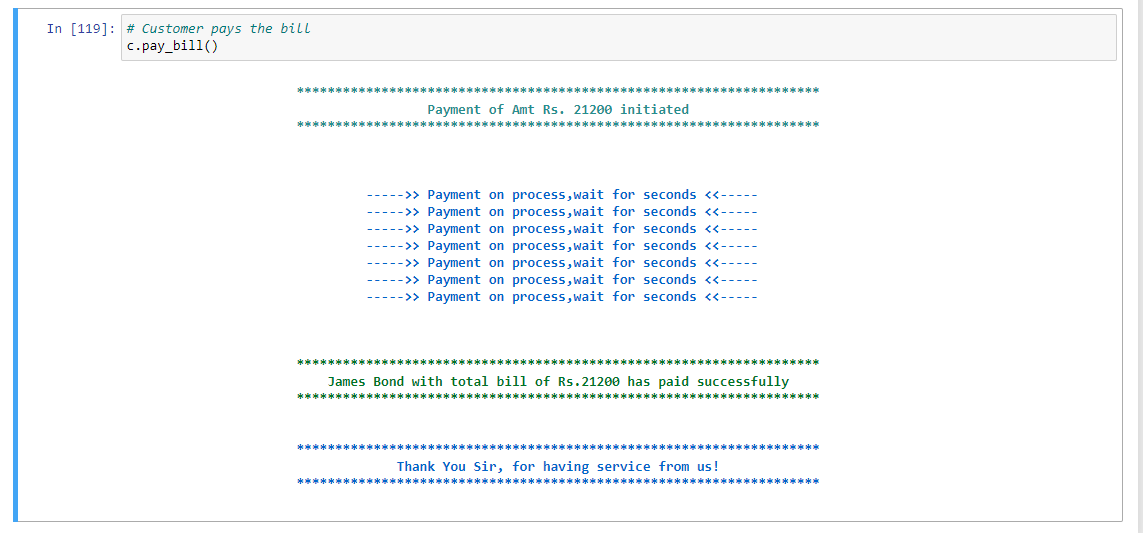 In [119]: # Customer pays the bill
c.pay_bill()
********************************************************************
Payment of Amt Rs. 21200 initiated
********************************************************************
----->> Payment on process,wait for seconds <<-----
----->> Payment on process,wait for seconds <<-----
----->> Payment on process,wait for seconds <<-----
----->> Payment on process,wait for seconds <<-----
----->> Payment on process,wait for seconds <<-----
----->> Payment on process,wait for seconds <<-----
----->> Payment on process,wait for seconds <<-----
********************************************************************
James Bond with total bill of Rs.21200 has paid successfully
********************************************************************
********************************************************************
Thank You Sir, for having service from us!
********************************************************************